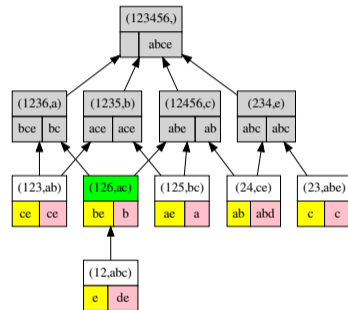 (123456,)
abce
(1236,a) (1235,b) (12456,c) (234,e)
bce bc ace ace abe ab abc abc
(123,ab) (126,ac) (125,bc) (24,ce) (23,abe)
ce ce be b ae a ab abd c c
(12,abc)
e de